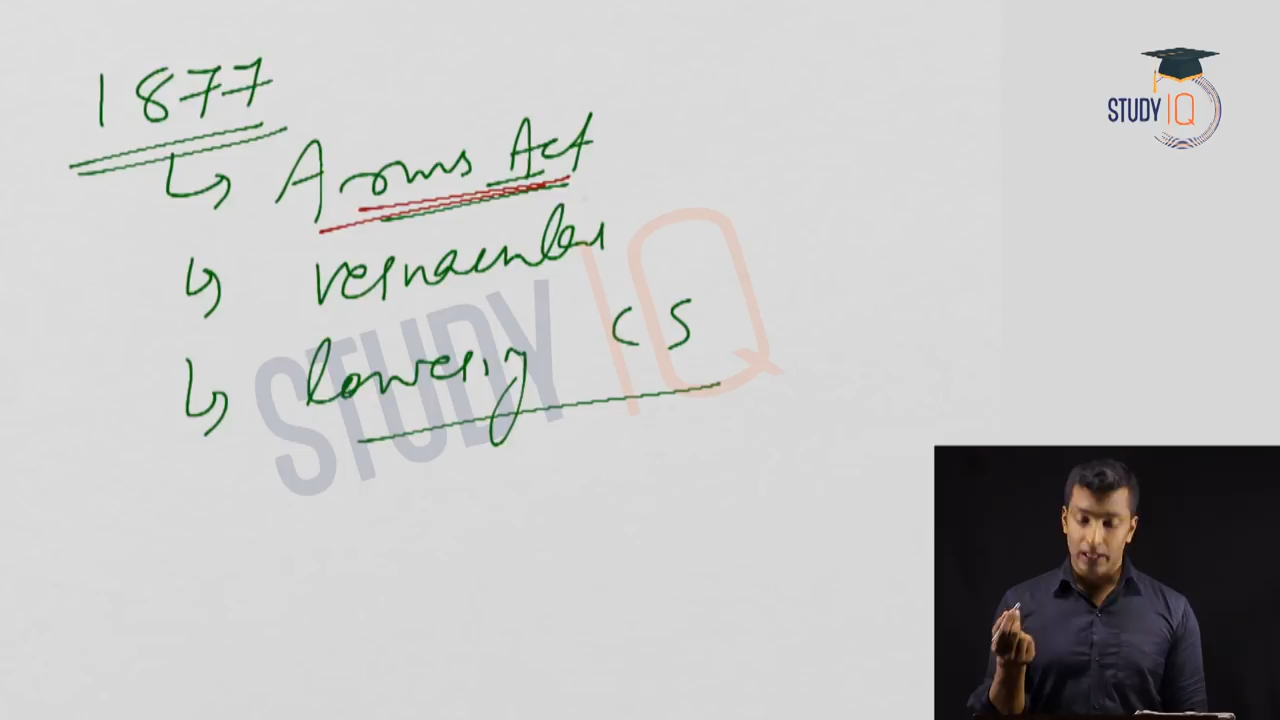 1877
Arms Act
vernacular
lowering CS
STUDY IQ
STUDY IQ